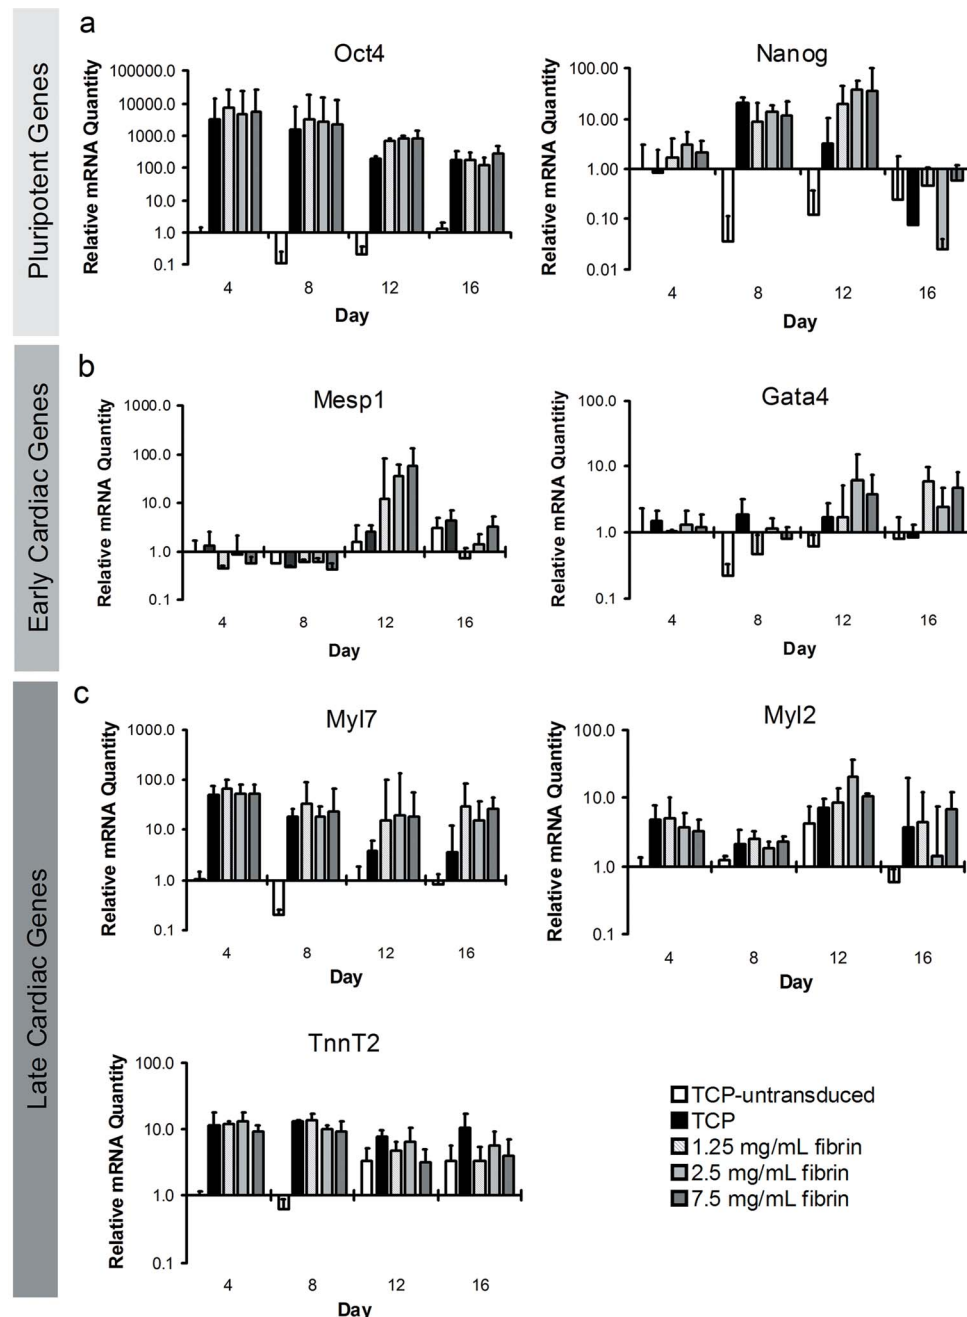 Pluripotent Genes
a
Oct4
Relative mRNA Quantity
100000.0
10000.0
1000.0
100.0
10.0
1.0
0.1
4 8 12 16
Day
Nanog
Relative mRNA Quantity
100.00
10.00
1.00
0.10
0.01
4 8 12 16
Day
Early Cardiac Genes
b
Mesp1
Relative mRNA Quantity
1000.0
100.0
10.0
1.0
0.1
4 8 12 16
Day
Gata4
Relative mRNA Quantity
100.0
10.0
1.0
0.1
4 8 12 16
Day
Late Cardiac Genes
c
Myl7
Relative mRNA Quantity
1000.0
100.0
10.0
1.0
0.1
4 8 12 16
Day
Myl2
Relative mRNA Quantity
100.0
10.0
1.0
0.1
4 8 12 16
Day
TnnT2
Relative mRNA Quantity
100.0
10.0
1.0
0.1
4 8 12 16
Day
TCP-untransduced
TCP
1.25 mg/mL fibrin
2.5 mg/mL fibrin
7.5 mg/mL fibrin